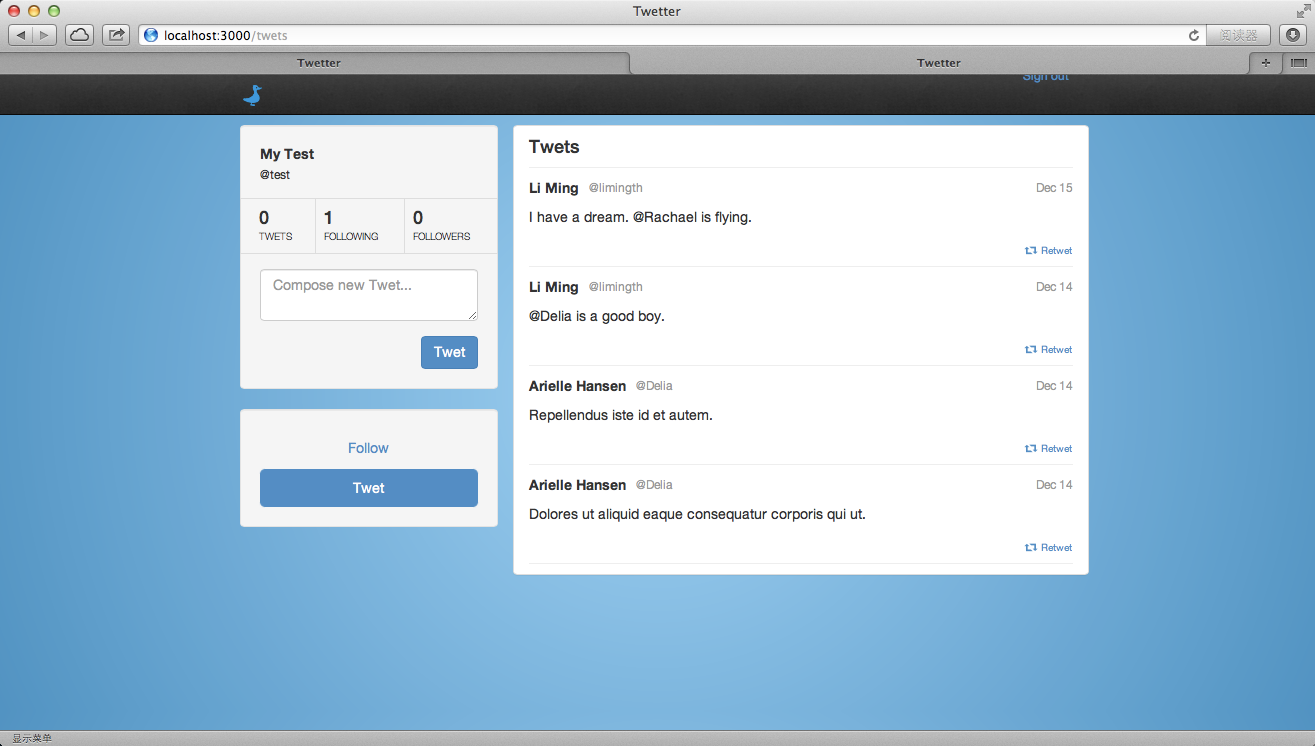 Twetter
localhost:3000/twets
阅读器
Twetter
Twetter
Sign out
My Test
@test
0
TWETS
1
FOLLOWING
0
FOLLOWERS
Compose new Twet...
Twet
Follow
Twet
Twets
Li Ming @limingth Dec 15
I have a dream. @Rachael is flying.
Retwet
Li Ming @limingth Dec 14
@Delia is a good boy.
Retwet
Arielle Hansen @Delia Dec 14
Repellendus iste id et autem.
Retwet
Arielle Hansen @Delia Dec 14
Dolores ut aliquid eaque consequatur corporis qui ut.
Retwet
显示菜单